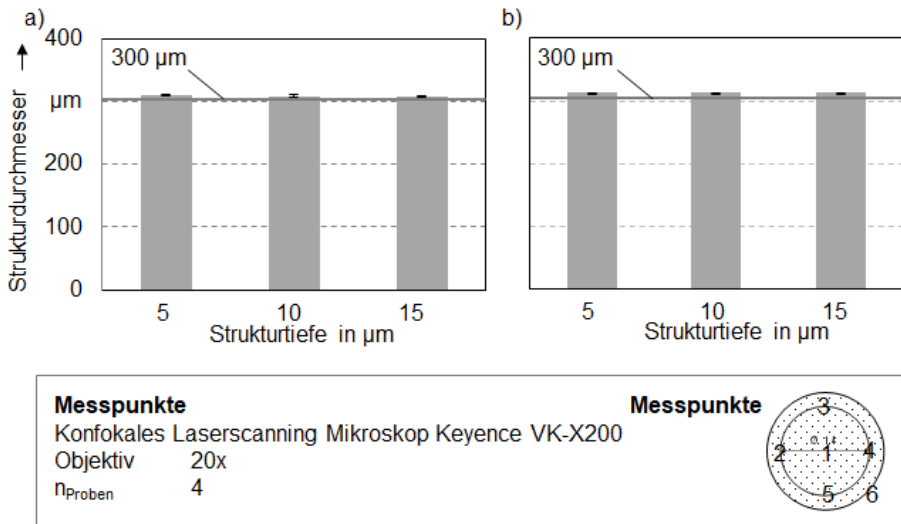 a)
Strukturdurchmesser →
400
µm
200
100
0
300 µm
5 10 15
Strukturtiefe in µm
b)
300 µm
5 10 15
Strukturtiefe in µm
Messpunkte
Konfokales Laserscanning Mikroskop Keyence VK-X200
Objektiv 20x
nProben 4
Messpunkte
3
2 1 4
5 6